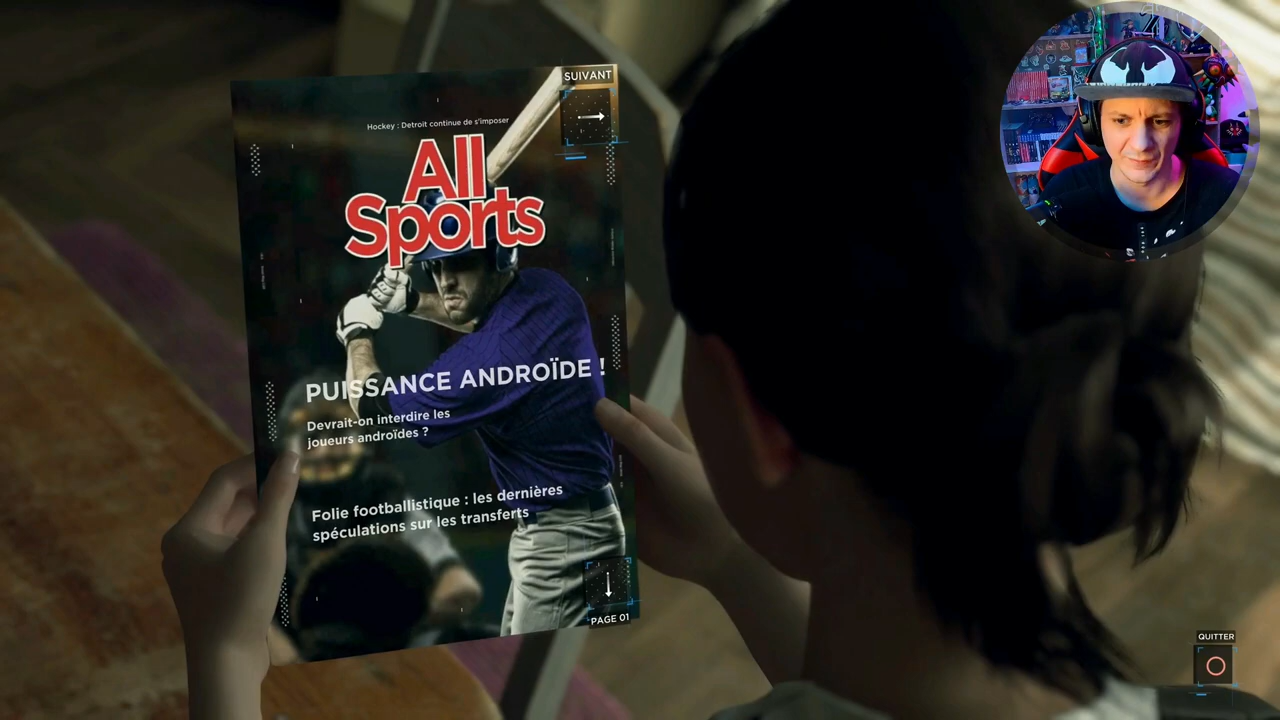 SUIVANT
Hockey : Detroit continue de s'imposer
All
Sports
PUISSANCE ANDROÏDE !
Devrait-on interdire les
joueurs androïdes ?
Folie footballistique : les dernières
spéculations sur les transferts
PAGE 01
QUITTER